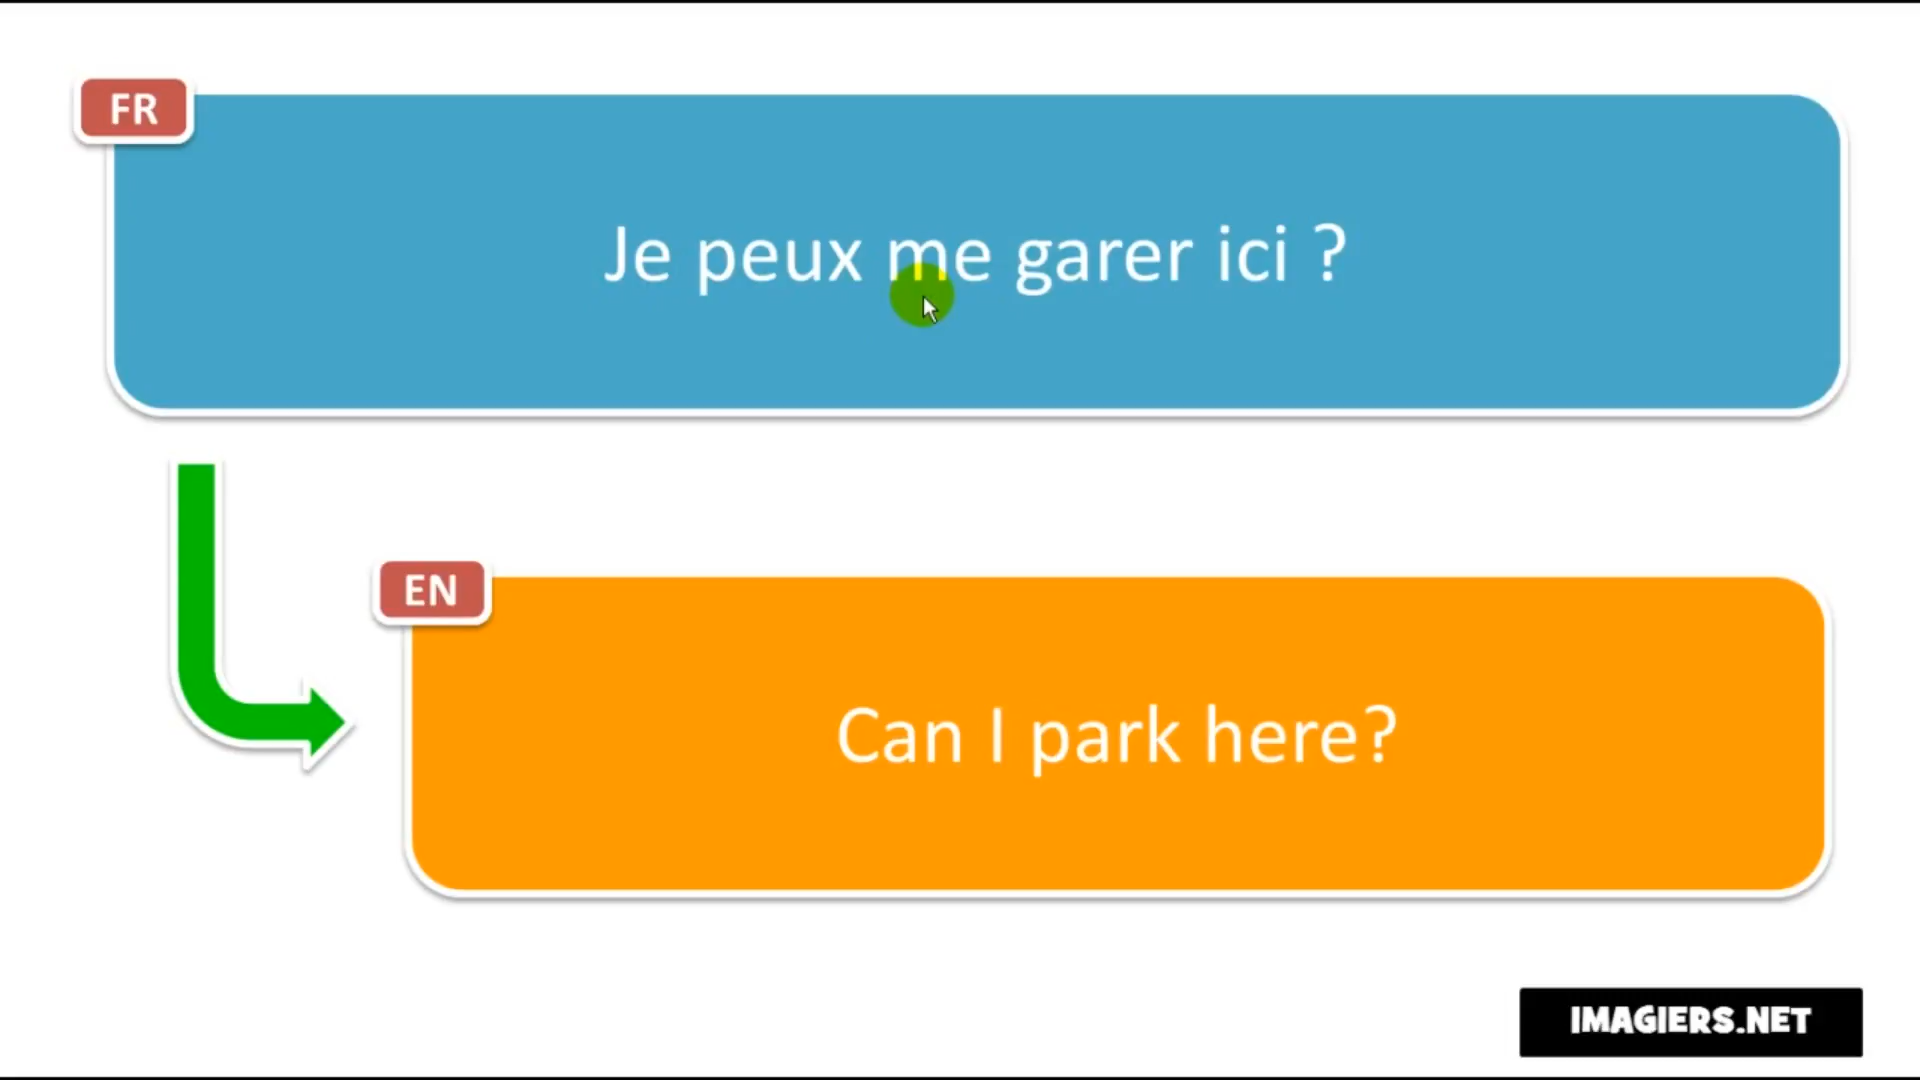 FR
Je peux me garer ici ?
EN
Can I park here?
IMAGIERS.NET